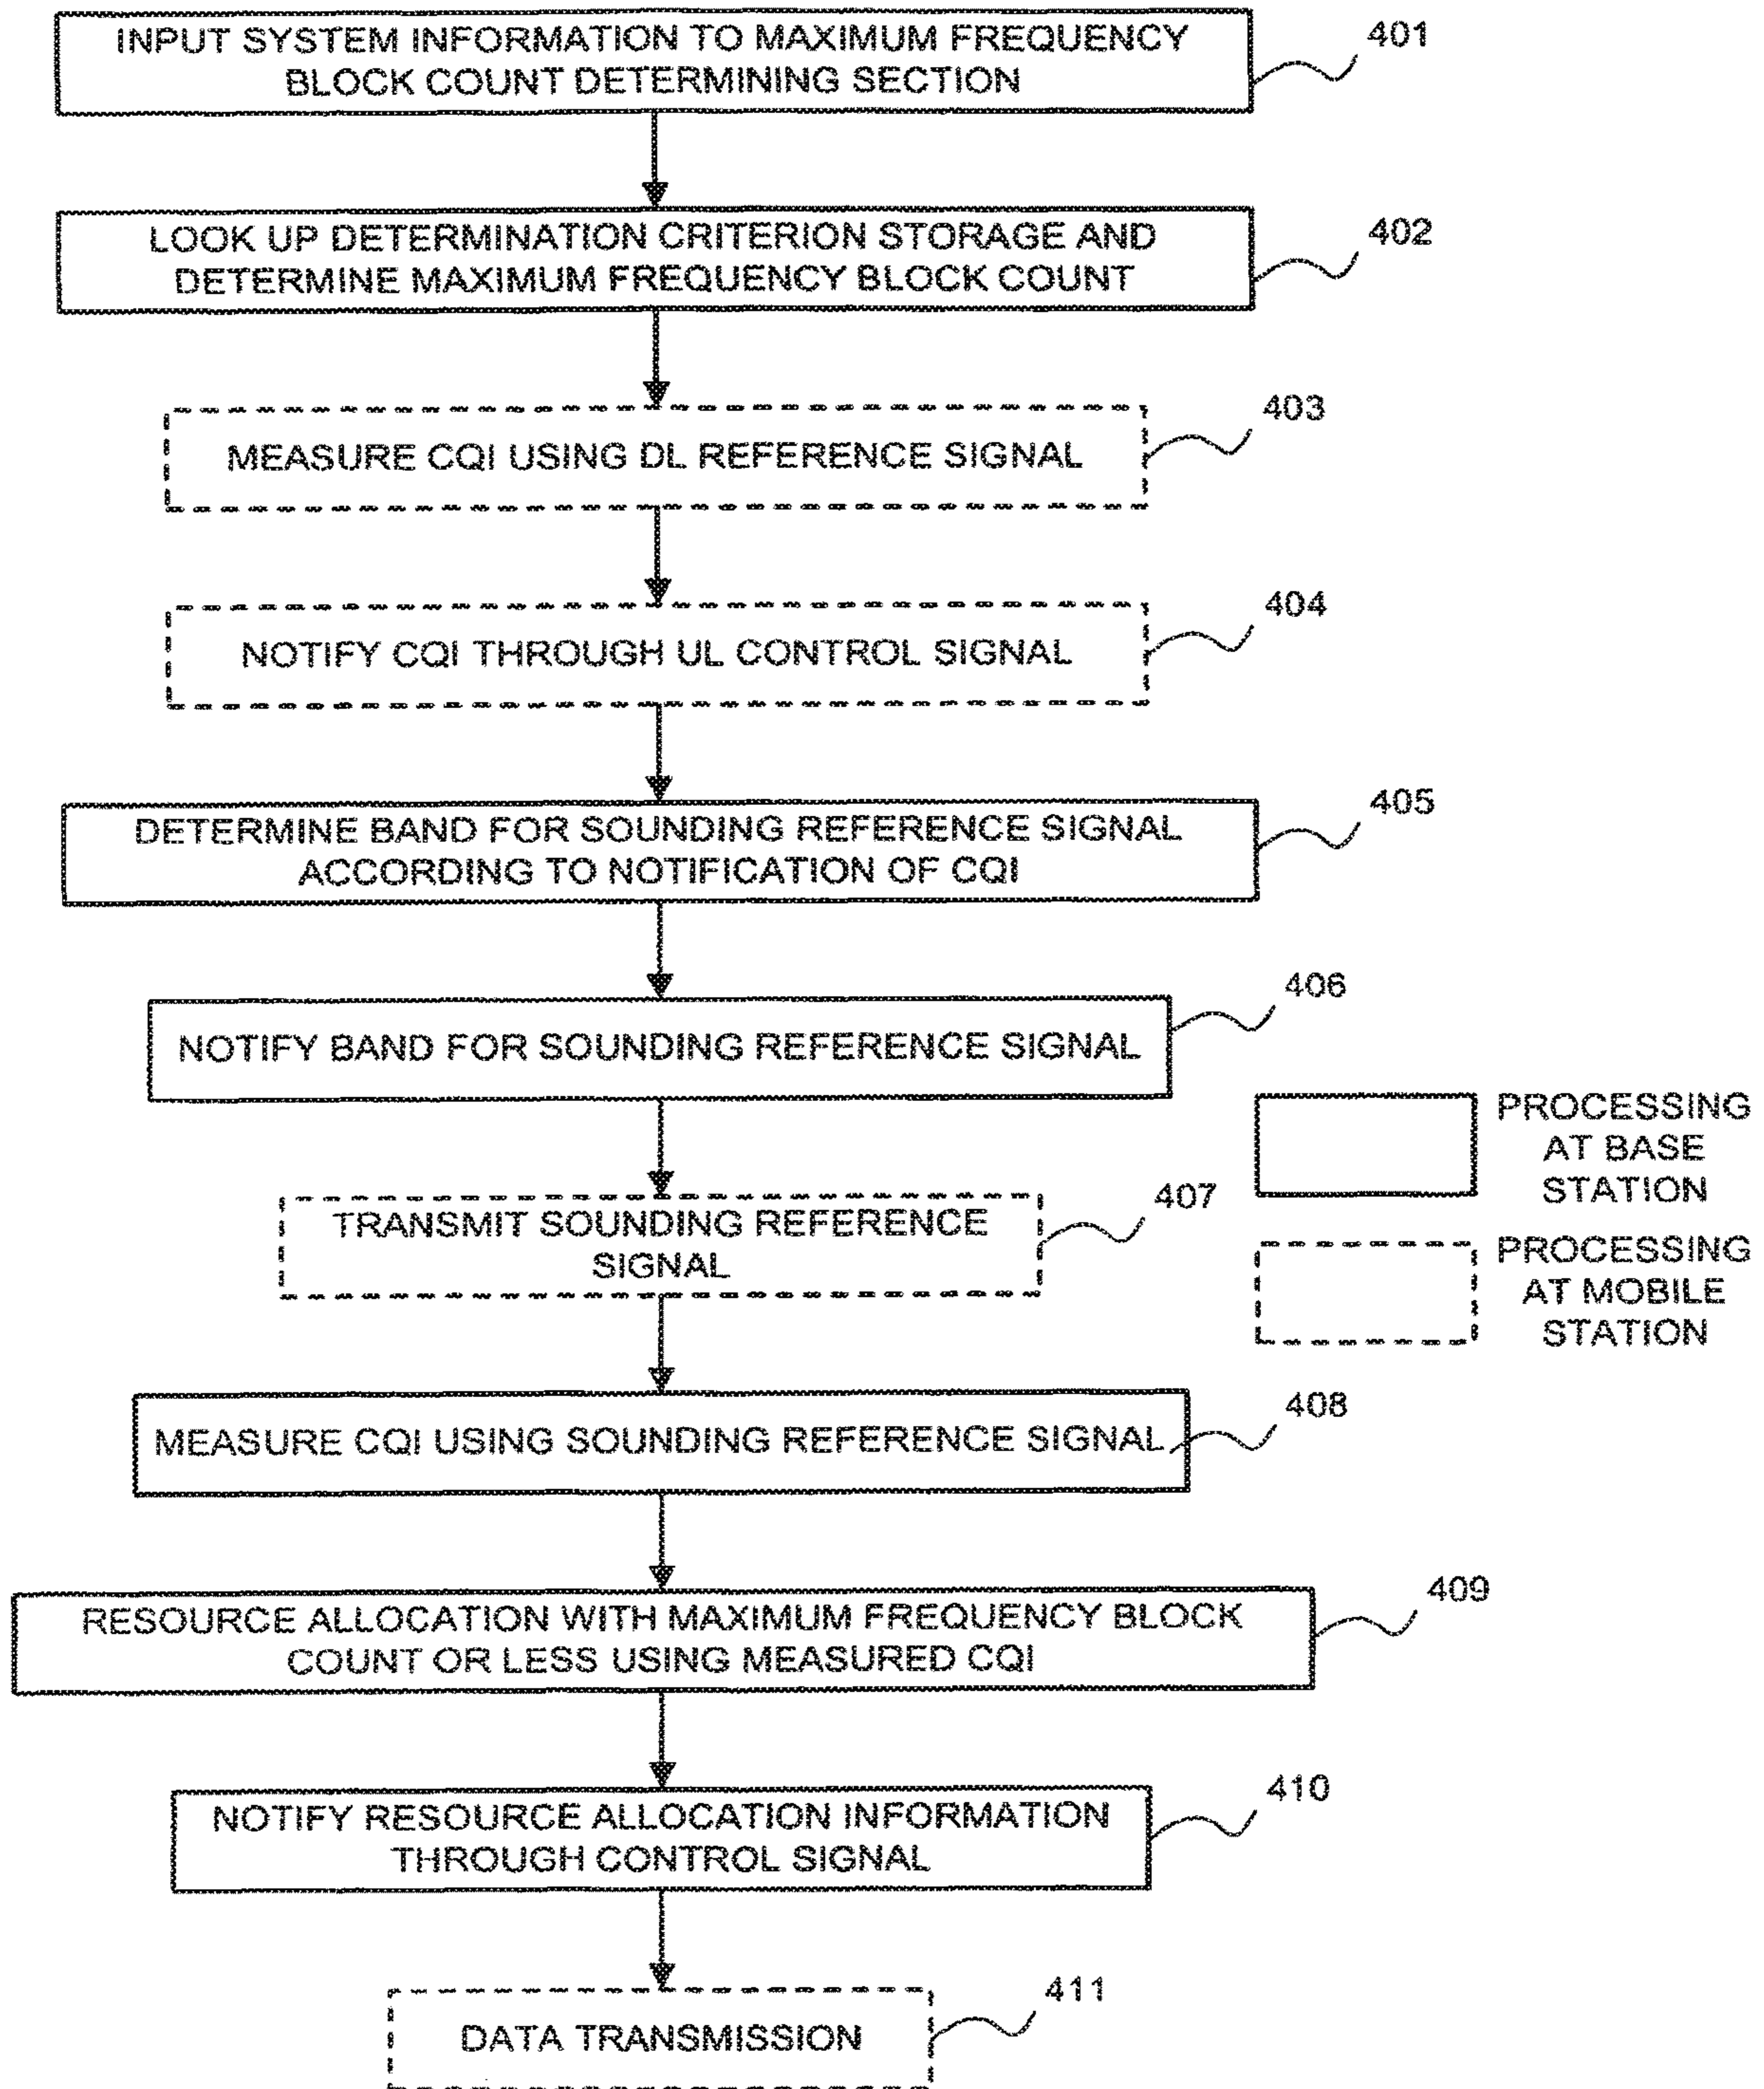 INPUT SYSTEM INFORMATION TO MAXIMUM FREQUENCY
BLOCK COUNT DETERMINING SECTION
401
LOOK UP DETERMINATION CRITERION STORAGE AND
DETERMINE MAXIMUM FREQUENCY BLOCK COUNT
402
MEASURE CQI USING DL REFERENCE SIGNAL
403
NOTIFY CQI THROUGH UL CONTROL SIGNAL
404
DETERMINE BAND FOR SOUNDING REFERENCE SIGNAL
ACCORDING TO NOTIFICATION OF CQI
405
NOTIFY BAND FOR SOUNDING REFERENCE SIGNAL
406
PROCESSING
AT BASE
STATION
TRANSMIT SOUNDING REFERENCE
SIGNAL
407
PROCESSING
AT MOBILE
STATION
MEASURE CQI USING SOUNDING REFERENCE SIGNAL
408
RESOURCE ALLOCATION WITH MAXIMUM FREQUENCY BLOCK
COUNT OR LESS USING MEASURED CQI
409
NOTIFY RESOURCE ALLOCATION INFORMATION
THROUGH CONTROL SIGNAL
410
DATA TRANSMISSION
411